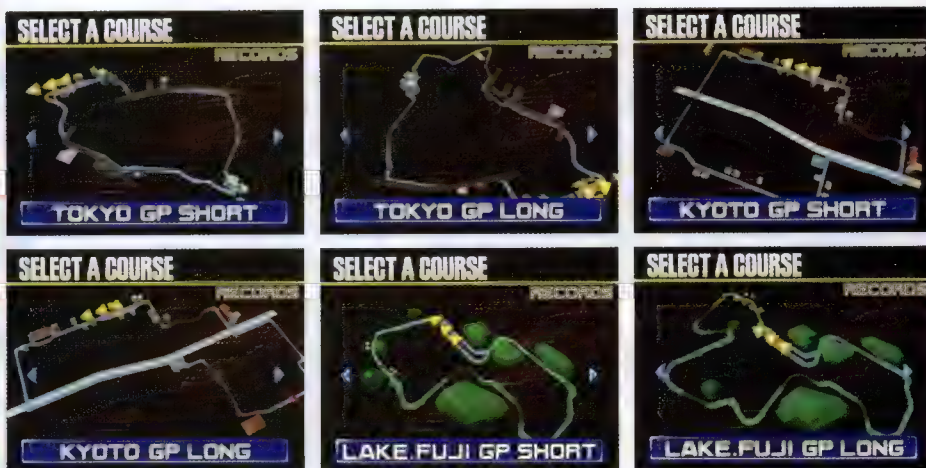 SELECT A COURSE
RECORDS
TOKYO GP SHORT
SELECT A COURSE
RECORDS
TOKYO GP LONG
SELECT A COURSE
RECORDS
KYOTO GP SHORT
SELECT A COURSE
RECORDS
KYOTO GP LONG
SELECT A COURSE
RECORDS
LAKE.FUJI GP SHORT
SELECT A COURSE
RECORDS
LAKE.FUJI GP LONG